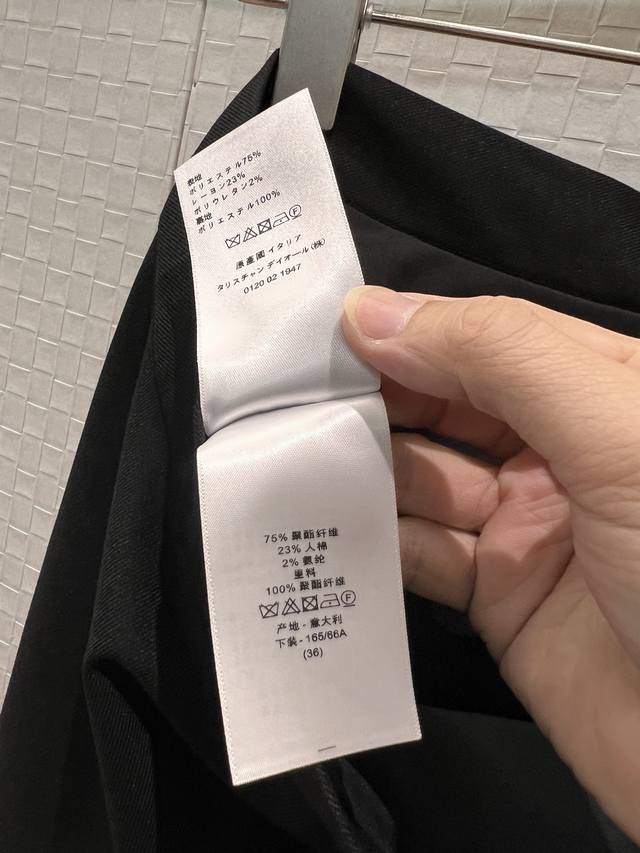 表地
ポリエステル75%
レーヨン23%
ポリウレタン2%
裏地
ポリエステル100%
F
原產國 イタリア
タリスチャン デイオール(株)
0120 02 1947
75% 聚酯纤维
23% 人棉
2% 氨纶
里料
100% 聚酯纤维
F
产地 - 意大利
下装 - 165/66A
(36)